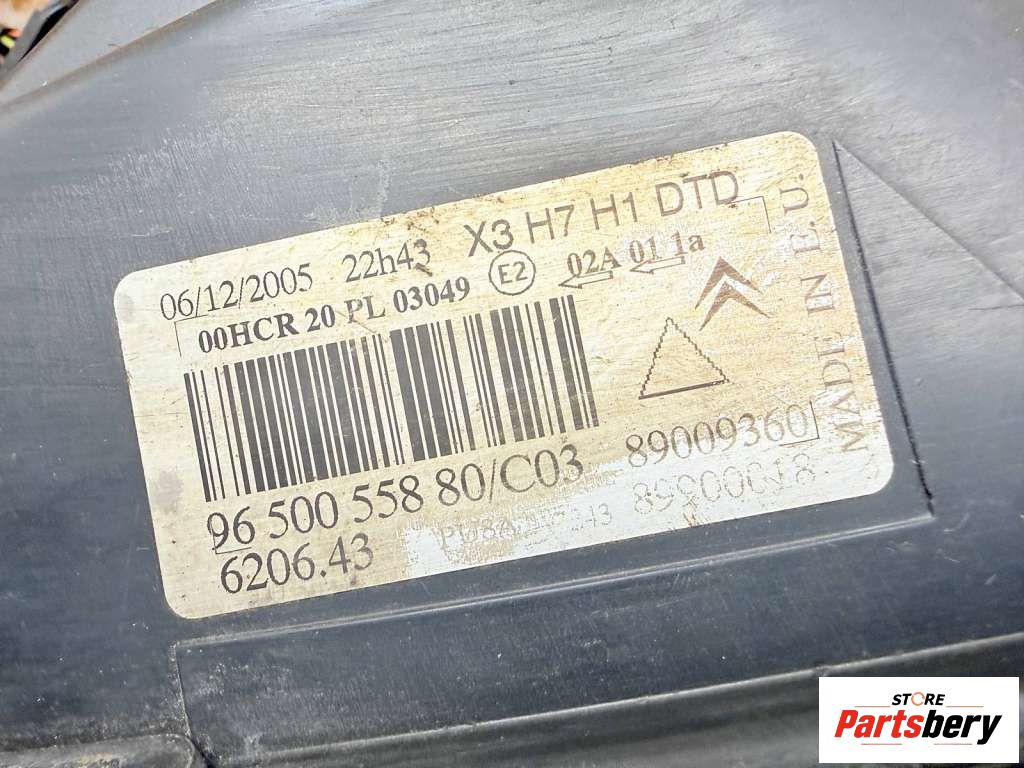 06/12/2005 22h43 X3 H7 H1 DTD
00HCR 20 PL 03049 E2 02A 01 1a
96 500 558 80/C03 89009360
6206.43
MADE IN E.U.
STORE
Partsbery